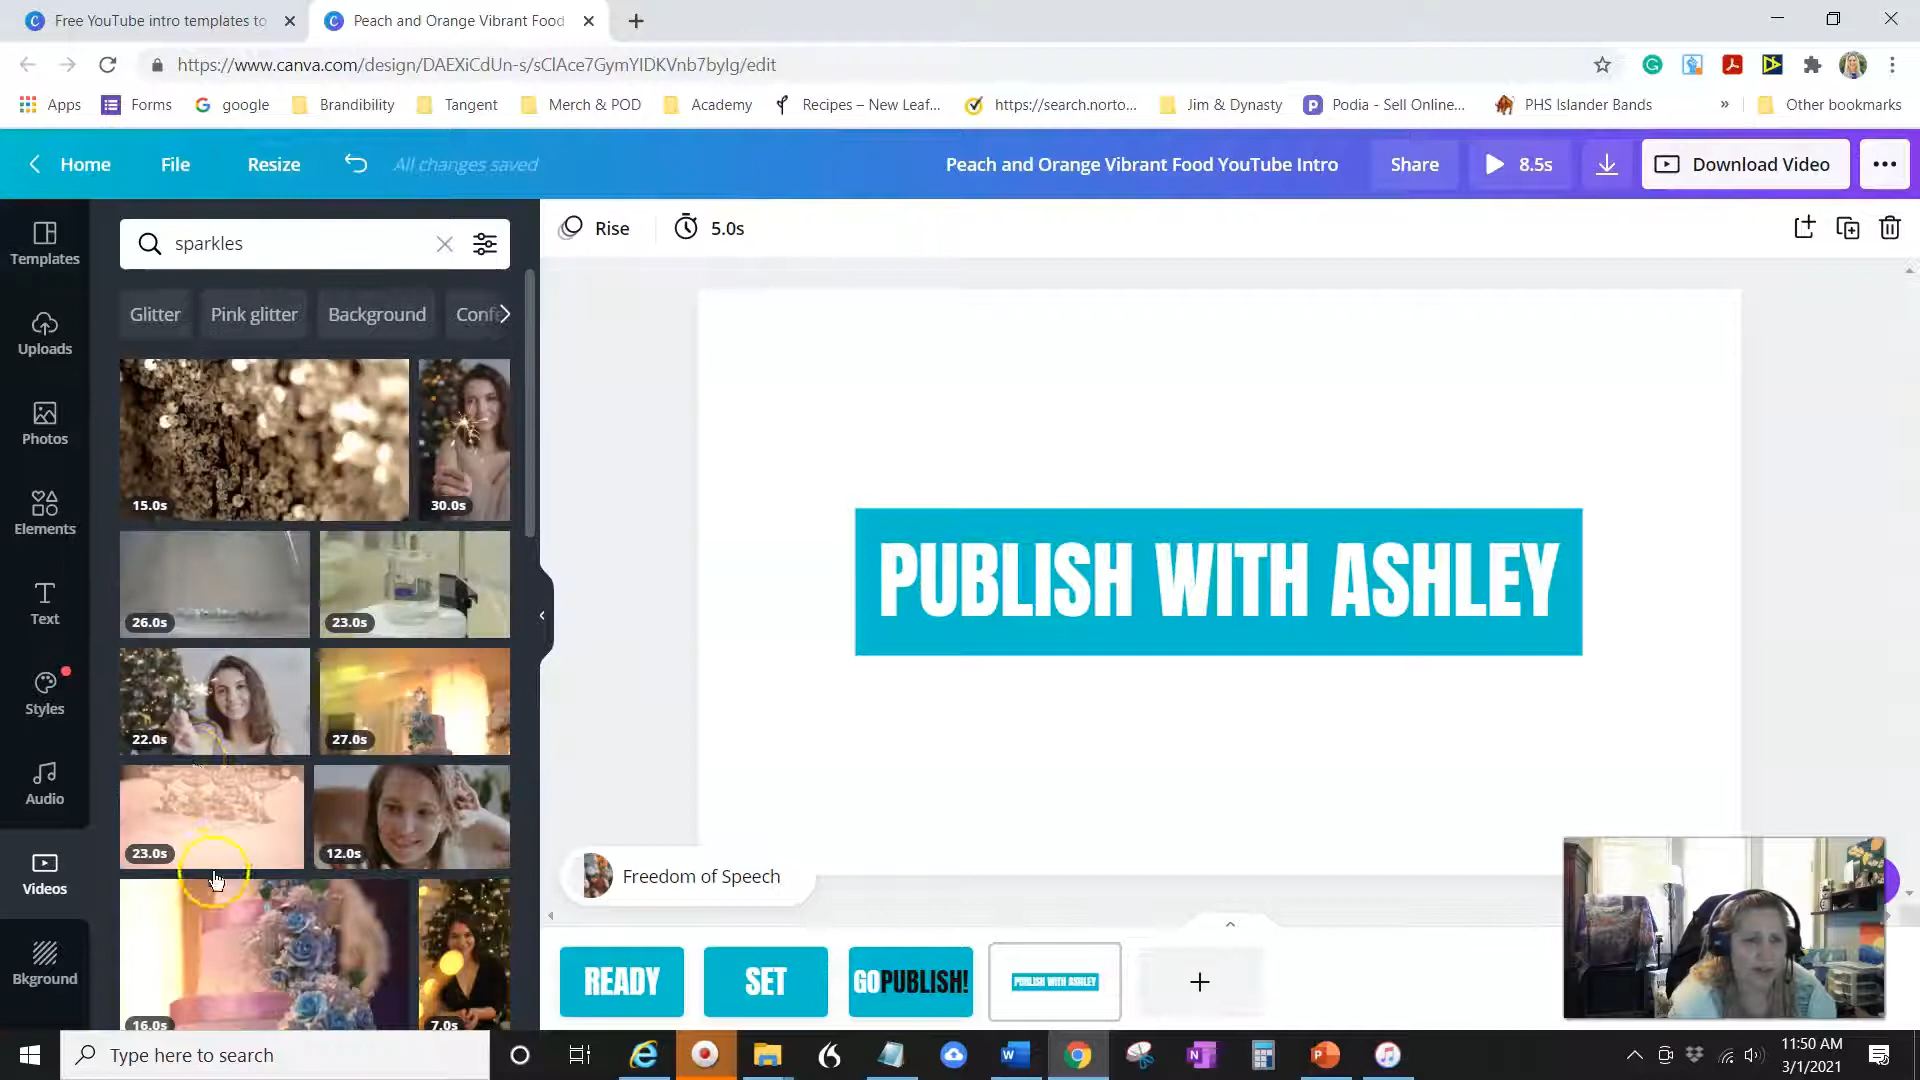 Free YouTube intro templates to
Peach and Orange Vibrant Food
https://www.canva.com/design/DAEXiCdUn-s/sClAce7GymYIDKVnb7bylg/edit
Apps
Forms
google
Brandibility
Tangent
Merch & POD
Academy
Recipes – New Leaf...
https://search.norto...
Jim & Dynasty
Podia - Sell Online...
PHS Islander Bands
»
Other bookmarks
Home
File
Resize
All changes saved
Peach and Orange Vibrant Food YouTube Intro
Share
8.5s
Download Video
Templates
Uploads
Photos
Elements
Text
Styles
Audio
Videos
Bkground
sparkles
Glitter
Pink glitter
Background
Confe
15.0s
30.0s
26.0s
23.0s
22.0s
27.0s
23.0s
12.0s
16.0s
7.0s
Rise
5.0s
PUBLISH WITH ASHLEY
Freedom of Speech
READY
SET
GOPUBLISH!
PUBLISH WITH ASHLEY
Type here to search
11:50 AM
3/1/2021